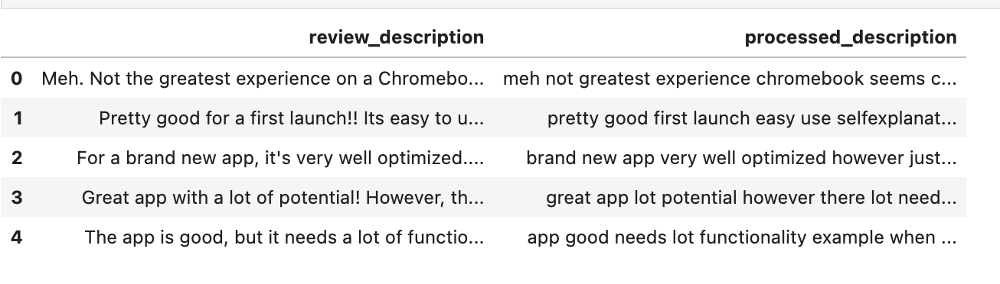 review_description processed_description
0 Meh. Not the greatest experience on a Chromebo... meh not greatest experience chromebook seems c...
1 Pretty good for a first launch!! Its easy to u... pretty good first launch easy use selfexplanat...
2 For a brand new app, it's very well optimized.... brand new app very well optimized however just...
3 Great app with a lot of potential! However, th... great app lot potential however there lot need...
4 The app is good, but it needs a lot of functio... app good needs lot functionality example when ...